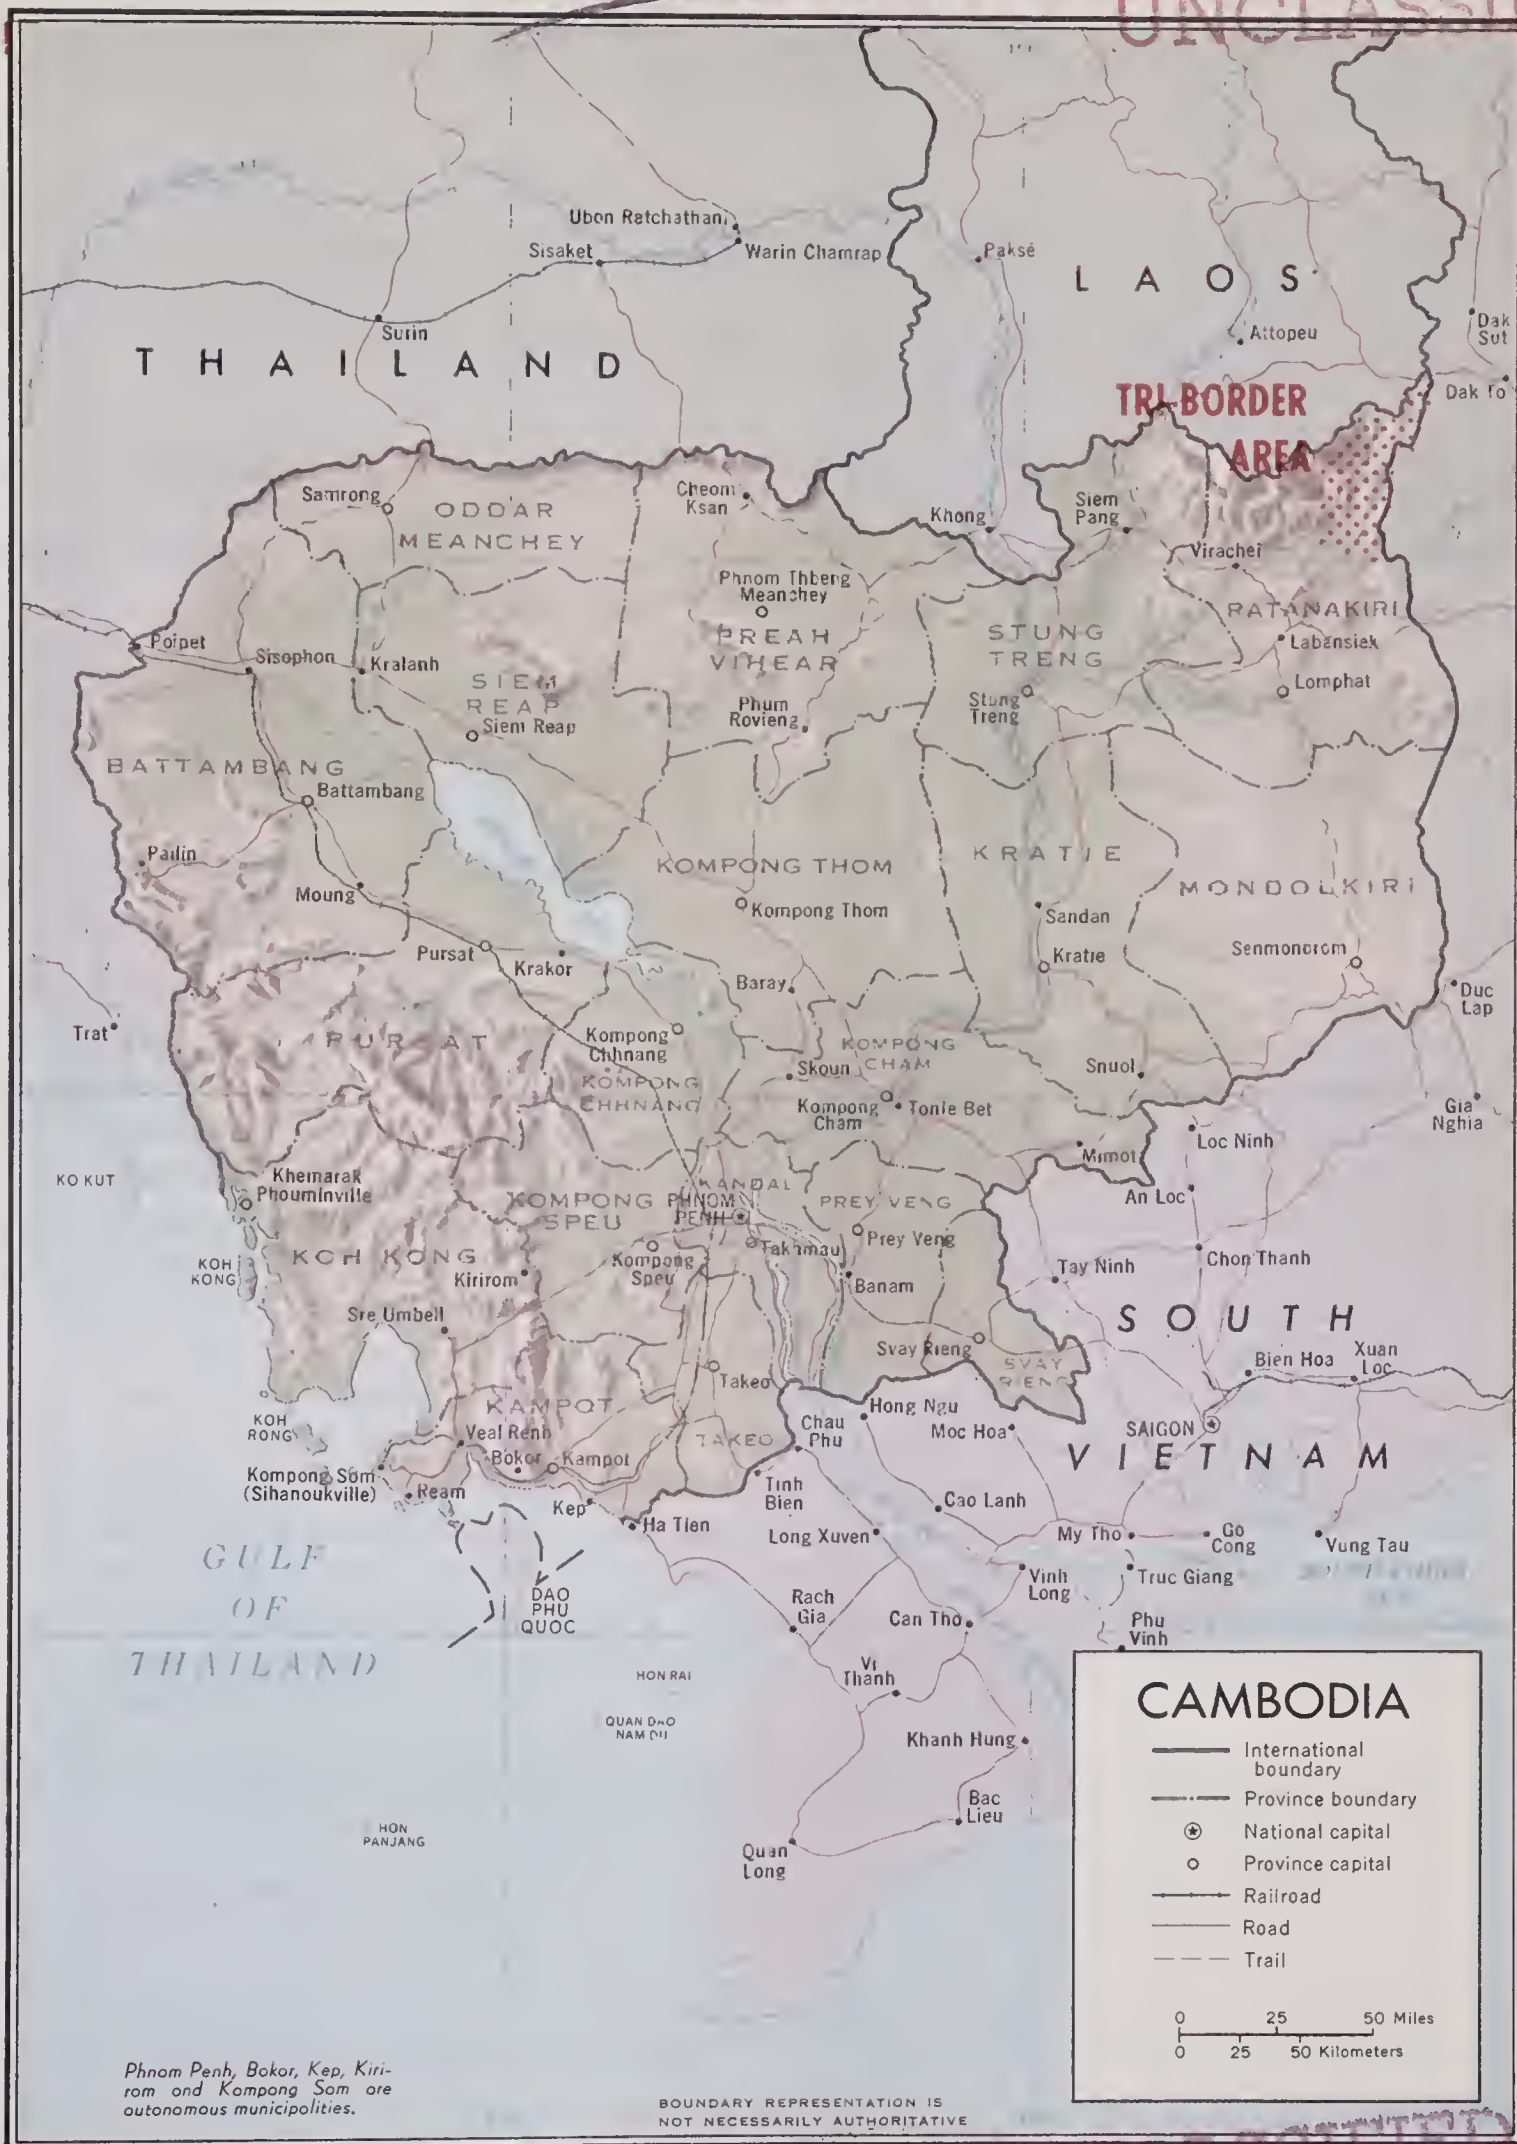 UNCLASSIFI
Ubon Ratchathani
Sisaket
Warin Chamrap
Paksé
LAOS
Surin
Attopeu
Dak
Sut
THAILAND
Dak To
TRI-BORDER
AREA
Samrong
ODDAR
MEANCHEY
Cheom
Ksan
Khong
Siem
Pang
Virachei
Phnom Thbeng
Meanchey
PREAH
VIHEAR
STUNG
TRENG
RATANAKIRI
Labansiek
Lomphat
Poipet
Sisophon
Kralanh
SIEM
REAP
Siem Reap
Phum
Rovieng
Stung
Treng
BATTAMBANG
Battambang
Pailin
Moung
KOMPONG THOM
KRATIE
MONDOLKIRI
Kompong Thom
Sandan
Pursat
Krakor
Kratie
Senmonorom
Baray
Duc
Lap
Trat
PURSAT
Kompong
Chhnang
KOMPONG
CHHNANG
KOMPONG
CHAM
Skoun
Snuol
Kompong
Cham
Tonle Bet
Gia
Nghia
Loc Ninh
Mimot
KO KUT
Khemarak
Phouminville
KOMPONG
SPEU
KANDAL
PHNOM
PENH
PREY VENG
An Loc
Prey Veng
KOH
KONG
KOH KONG
Kirirom
Kompong
Speu
Takhmau
Banam
Tay Ninh
Chon Thanh
Sre Umbell
SOUTH
Svay Rieng
SVAY
RIENG
Bien Hoa
Xuan
Loc
Takeo
KOH
RONG
KAMPOT
Veal Renh
TAKEO
Chau
Phu
Hong Ngu
Moc Hoa
SAIGON
VIETNAM
Kompong Som
(Sihanoukville)
Ream
Bokor
Kampot
Kep
Ha Tien
Tinh
Bien
Cao Lanh
Long Xuyen
My Tho
Go
Cong
Vung Tau
GULF
OF
THAILAND
DAO
PHU
QUOC
Rach
Gia
Can Tho
Vinh
Long
Truc Giang
Phu
Vinh
HON RAI
Vi
Thanh
QUAN DAO
NAM DU
Khanh Hung
HON
PANJANG
Bac
Lieu
Quan
Long
CAMBODIA
International
boundary
Province boundary
National capital
Province capital
Railroad
Road
Trail
0 25 50 Miles
0 25 50 Kilometers
Phnom Penh, Bokor, Kep, Kiri-
rom and Kompong Som are
autonomous municipalities.
BOUNDARY REPRESENTATION IS
NOT NECESSARILY AUTHORITATIVE